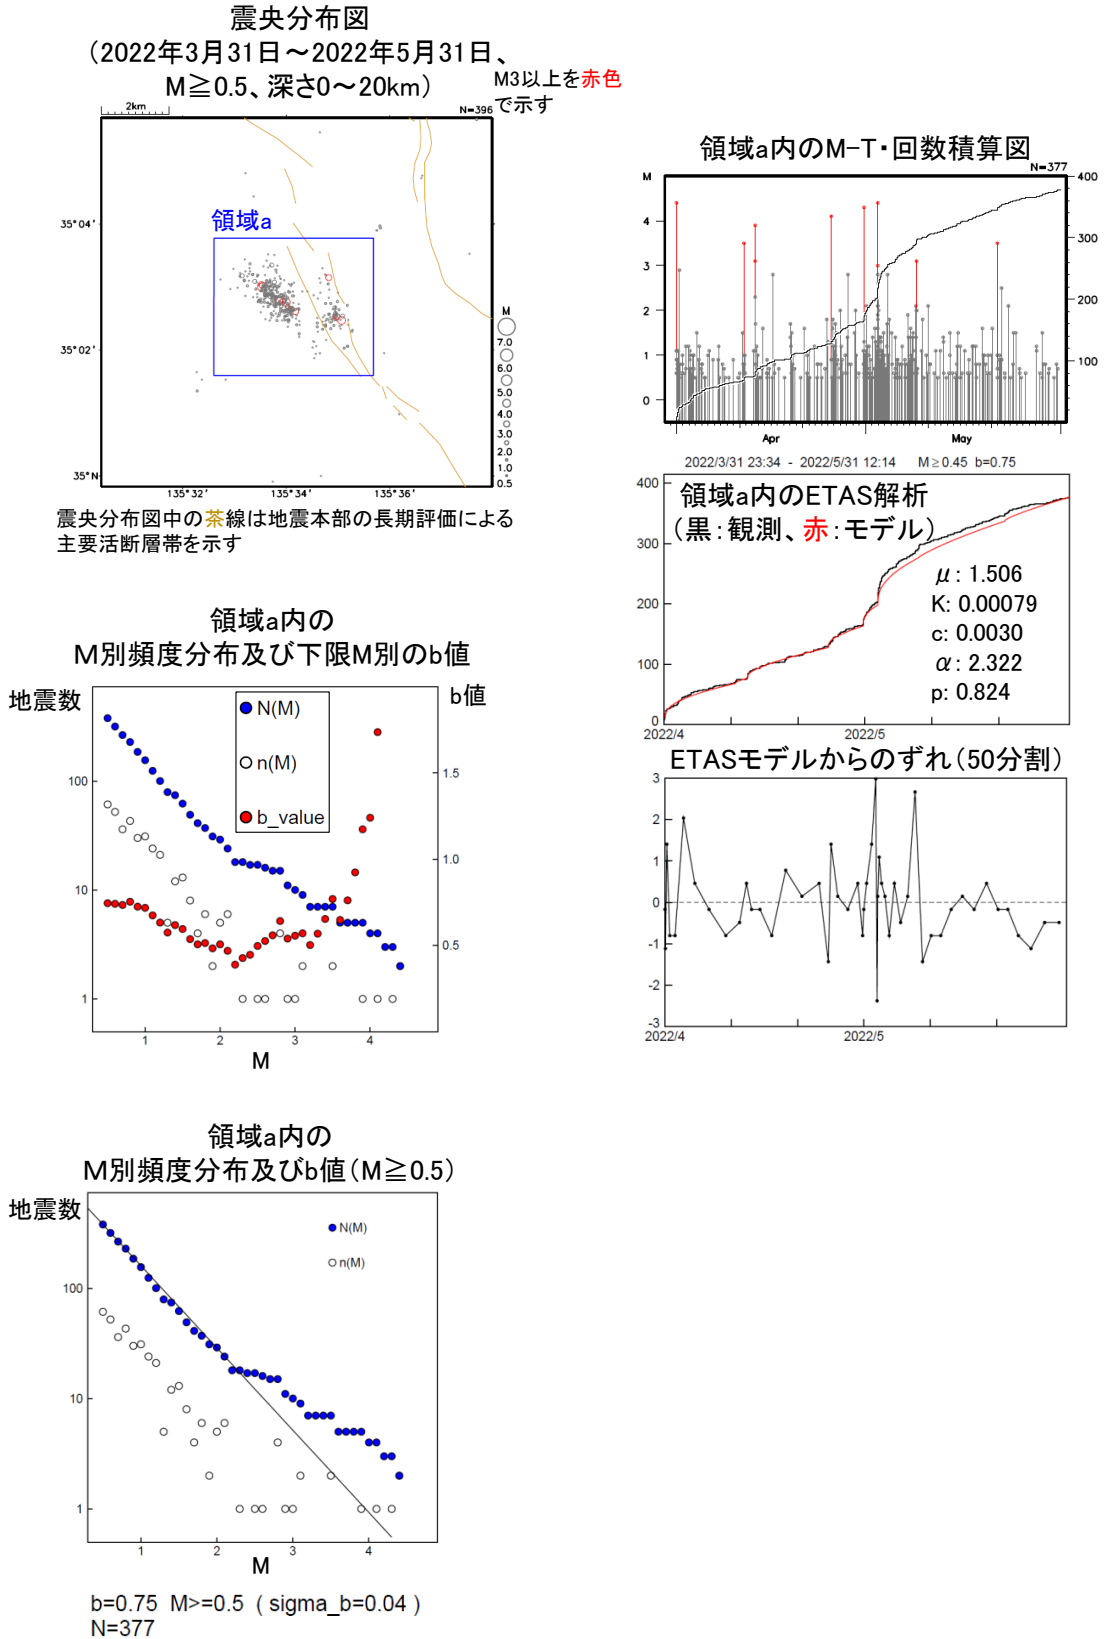 震央分布図
（2022年3月31日～2022年5月31日、
M≧0.5、深さ0～20km）
M3以上を赤色
で示す
2km
N=396
領域a
35°04′
35°02′
35°N
135°32′
135°34′
135°36′
M
7.0
6.0
5.0
4.0
3.0
2.0
1.0
0.5
震央分布図中の茶線は地震本部の長期評価による
主要活断層帯を示す
領域a内のM-T・回数積算図
N=377
M
4
3
2
1
0
400
300
200
100
Apr
May
2022/3/31 23:34 - 2022/5/31 12:14 M≥0.45 b=0.75
領域a内のETAS解析
（黒：観測、赤：モデル）
400
300
200
100
0
μ: 1.506
K: 0.00079
c: 0.0030
α: 2.322
p: 0.824
2022/4
2022/5
ETASモデルからのずれ（50分割）
3
2
1
0
-1
-2
-3
2022/4
2022/5
領域a内の
M別頻度分布及び下限M別のb値
地震数
b値
N(M)
n(M)
b_value
100
10
1
1.5
1.0
0.5
1
2
3
4
M
領域a内の
M別頻度分布及びb値（M≧0.5）
地震数
N(M)
n(M)
100
10
1
1
2
3
4
M
b=0.75 M>=0.5 ( sigma_b=0.04 )
N=377